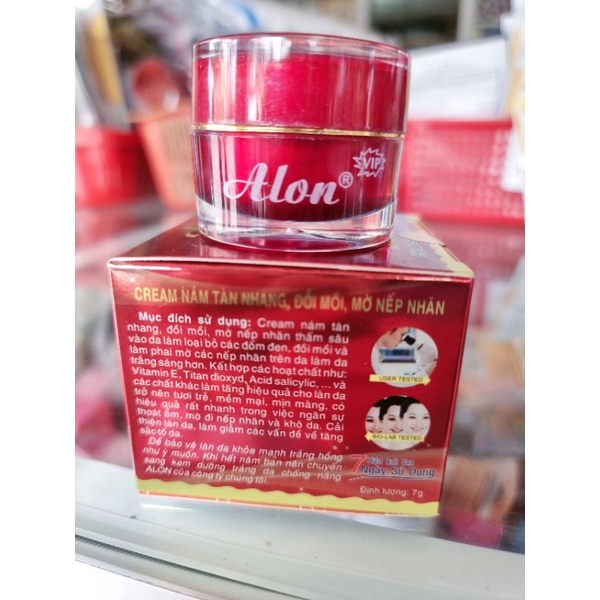 Alon®
VIP
CREAM NÁM TÀN NHANG, ĐỒI MỒI, MỜ NẾP NHĂN
Mục đích sử dụng: Cream nám tàn
nhang, đồi mồi, mờ nếp nhăn thấm sâu
vào da làm loại bỏ các đốm đen, đồi mồi và
làm phai mờ các nếp nhăn trên da làm da
trắng sáng hơn. Kết hợp các hoạt chất như:
Vitamin E, Titan dioxyd, Acid salicylic, ... và
các chất khác làm tăng hiệu quả cho làn da
trở nên tươi trẻ, mềm mại, mịn màng, có
hiệu quả rất nhanh trong việc ngăn sự
thoát ẩm, mờ đi nếp nhăn và khô da. Cải
thiện làn da, làm giảm các vấn đề về tăng
sắc tố da.
Để bảo vệ làn da khỏe mạnh trắng hồng
như ý muốn. Khi hết nám bạn nên chuyển
sang kem dưỡng trắng da chống nắng
ALON của công ty chúng tôi.
USER TESTED
BIO-LAB TESTED
7 Hiệu Quả Sau
Ngày Sử Dụng
Định lượng: 7g